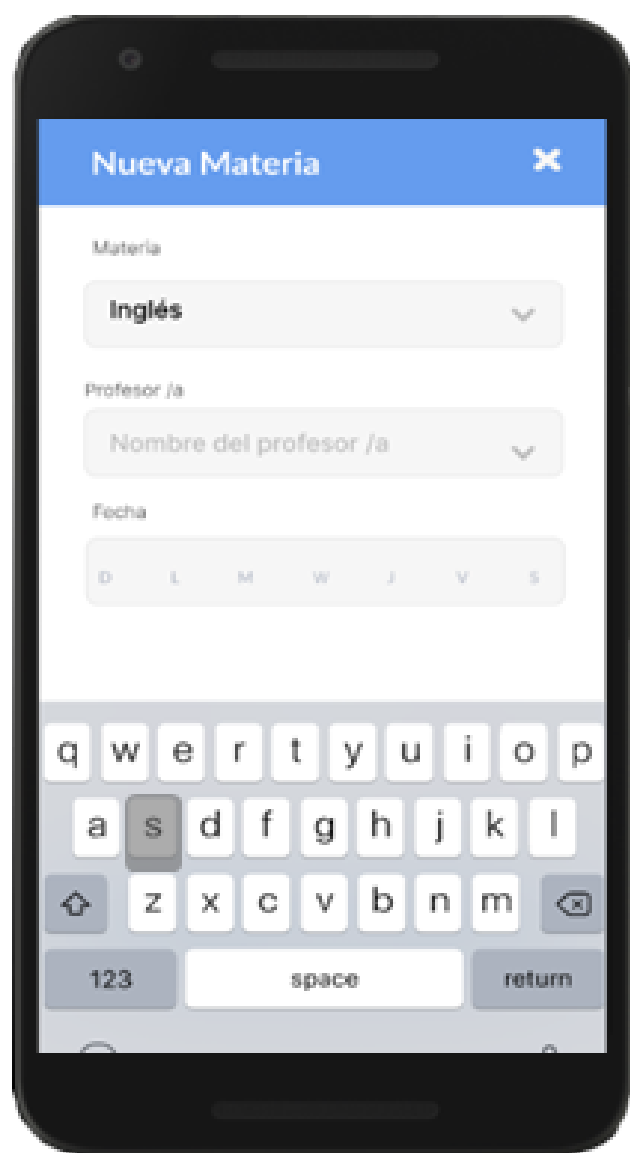 Nueva Materia
Materia
Inglés
Profesor /a
Nombre del profesor /a
Fecha
D L M W J V S
q w e r t y u i o p
a s d f g h j k l
z x c v b n m
123 space return